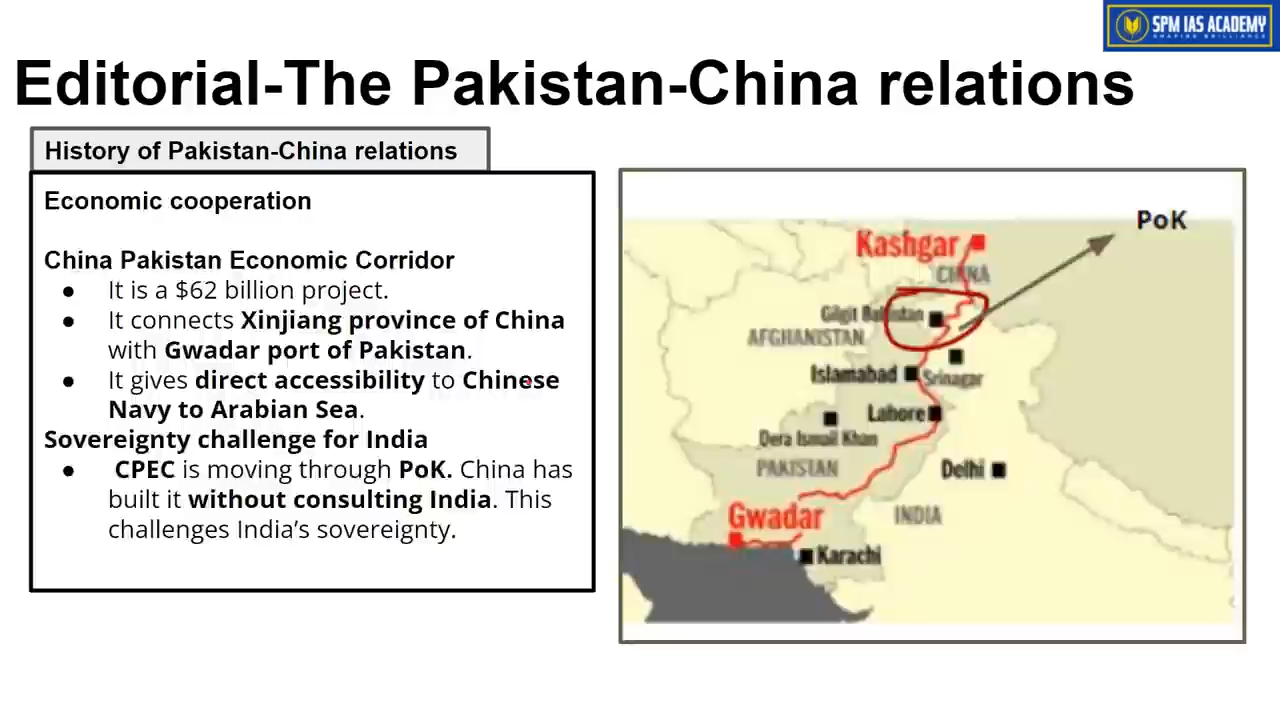 SPM IAS ACADEMY
SHAPING BRILLIANCE
Editorial-The Pakistan-China relations
History of Pakistan-China relations
Economic cooperation
China Pakistan Economic Corridor
● It is a $62 billion project.
● It connects Xinjiang province of China
with Gwadar port of Pakistan.
● It gives direct accessibility to Chinese
Navy to Arabian Sea.
Sovereignty challenge for India
● CPEC is moving through PoK. China has
built it without consulting India. This
challenges India’s sovereignty.
PoK
Kashgar
CHINA
Gilgit Baltistan
AFGHANISTAN
Islamabad
Srinagar
Lahore
Dera Ismail Khan
PAKISTAN
Delhi
Gwadar
INDIA
Karachi